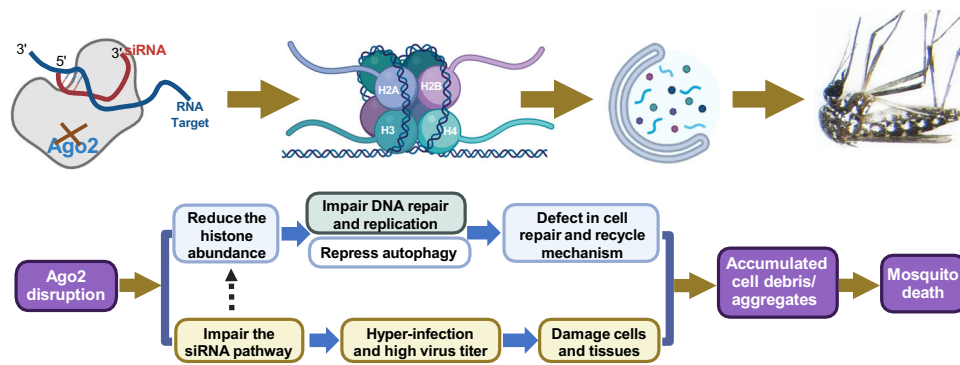 3'
5'
3'
siRNA
RNA
Target
Ago2
H2A
H2B
H3
H4
Ago2
disruption
Reduce the
histone
abundance
Impair DNA repair
and replication
Repress autophagy
Defect in cell
repair and recycle
mechanism
Impair the
siRNA pathway
Hyper-infection
and high virus titer
Damage cells
and tissues
Accumulated
cell debris/
aggregates
Mosquito
death